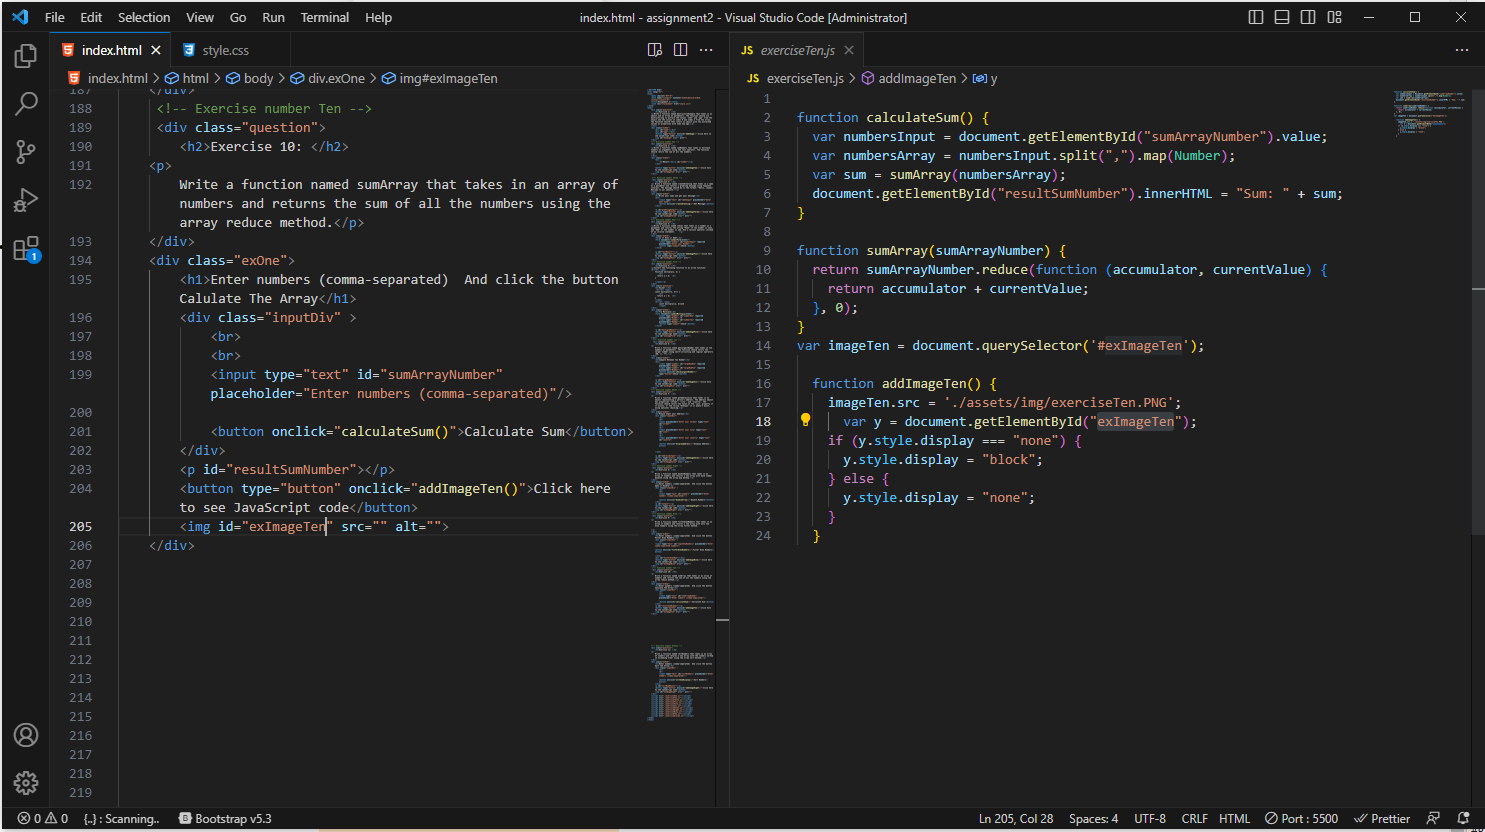 File Edit Selection View Go Run Terminal Help
index.html - assignment2 - Visual Studio Code [Administrator]
index.html
style.css
index.html > html > body > div.exOne > img#exImageTen
187 </div>
188 <!-- Exercise number Ten -->
189 <div class="question">
190 <h2>Exercise 10: </h2>
191 <p>
192 Write a function named sumArray that takes in an array of
numbers and returns the sum of all the numbers using the
array reduce method.</p>
193 </div>
194 <div class="exOne">
195 <h1>Enter numbers (comma-separated)  And click the button
Calulate The Array</h1>
196 <div class="inputDiv" >
197 <br>
198 <br>
199 <input type="text" id="sumArrayNumber"
placeholder="Enter numbers (comma-separated)"/>
200
201 <button onclick="calculateSum()">Calculate Sum</button>
202 </div>
203 <p id="resultSumNumber"></p>
204 <button type="button" onclick="addImageTen()">Click here
to see JavaScript code</button>
205 <img id="exImageTen" src="" alt="">
206 </div>
207
208
209
210
211
212
213
214
215
216
217
218
219
JS exerciseTen.js
JS exerciseTen.js > addImageTen > y
1
2 function calculateSum() {
3 var numbersInput = document.getElementById("sumArrayNumber").value;
4 var numbersArray = numbersInput.split(",").map(Number);
5 var sum = sumArray(numbersArray);
6 document.getElementById("resultSumNumber").innerHTML = "Sum: " + sum;
7 }
8
9 function sumArray(sumArrayNumber) {
10 return sumArrayNumber.reduce(function (accumulator, currentValue) {
11 return accumulator + currentValue;
12 }, 0);
13 }
14 var imageTen = document.querySelector('#exImageTen');
15
16 function addImageTen() {
17 imageTen.src = './assets/img/exerciseTen.PNG';
18 var y = document.getElementById("exImageTen");
19 if (y.style.display === "none") {
20 y.style.display = "block";
21 } else {
22 y.style.display = "none";
23 }
24 }
1
0 0 {..} : Scanning.. B Bootstrap v5.3 Ln 205, Col 28 Spaces: 4 UTF-8 CRLF HTML Port : 5500 Prettier